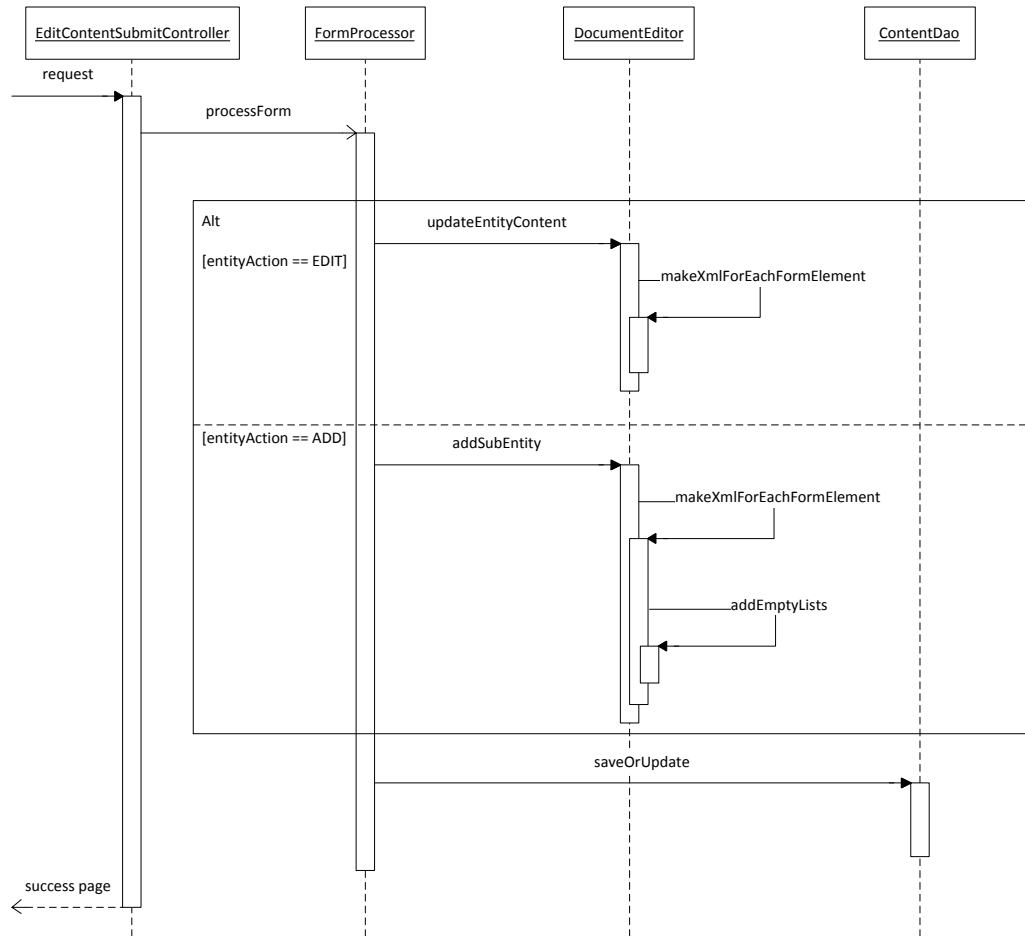 EditContentSubmitController
FormProcessor
DocumentEditor
ContentDao
request
processForm
Alt
updateEntityContent
[entityAction == EDIT]
makeXmlForEachFormElement
[entityAction == ADD]
addSubEntity
makeXmlForEachFormElement
addEmptyLists
saveOrUpdate
success page